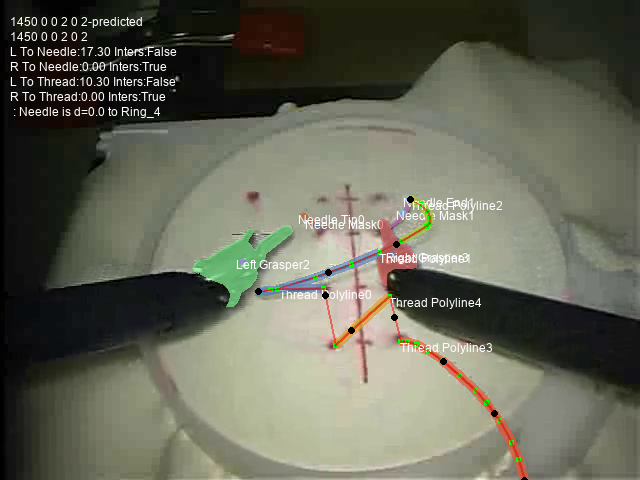 1450 0 0 2 0 2-predicted
1450 0 0 2 0 2
L To Needle:17.30 Inters:False
R To Needle:0.00 Inters:True
L To Thread:10.30 Inters:False
R To Thread:0.00 Inters:True
: Needle is d=0.0 to Ring_4
Needle End1
Thread Polyline2
Needle Tip0
Needle Mask1
Needle Mask0
Left Grasper2
Thread Polyline0
Thread Polyline4
Thread Polyline3